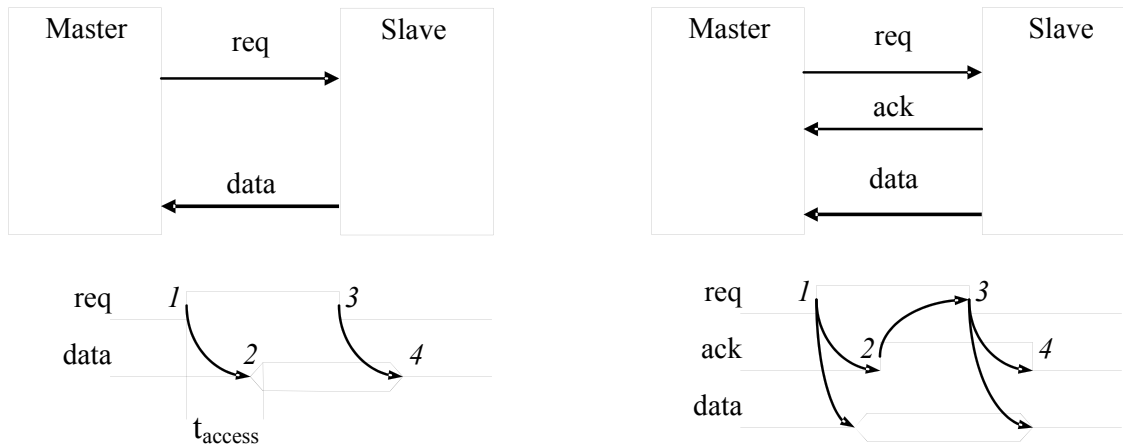 Master
req
Slave
data
req 1 3
data 2 4
taccess
Master
req
Slave
ack
data
req 1 3
ack 2 4
data